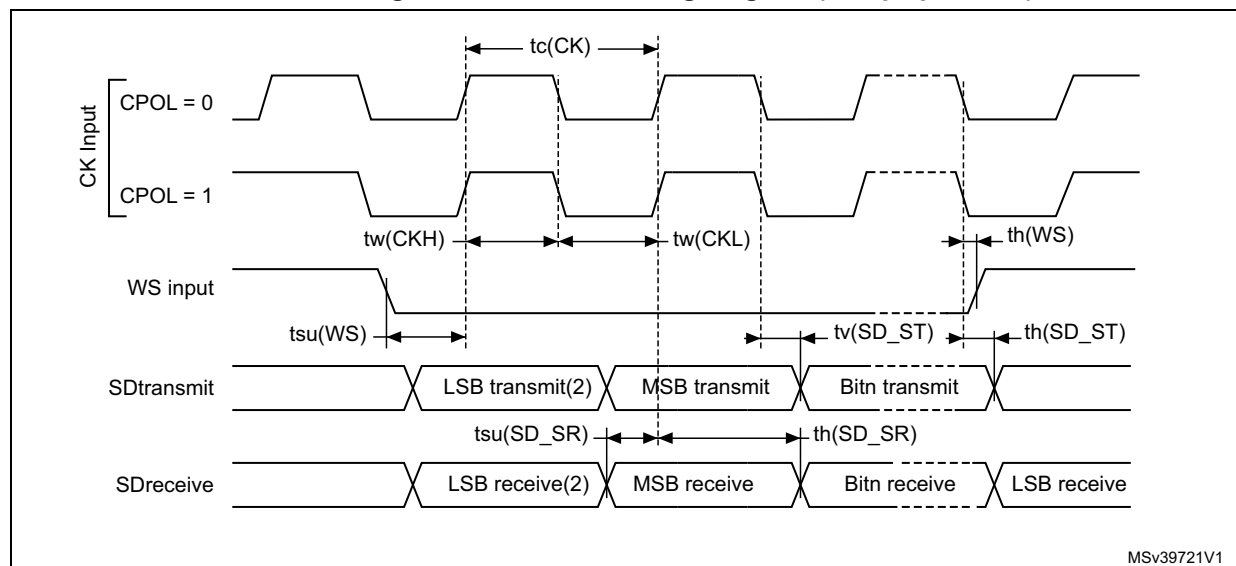 tc(CK)
CK Input
CPOL = 0
CPOL = 1
tw(CKH)
tw(CKL)
th(WS)
WS input
tsu(WS)
tv(SD_ST)
th(SD_ST)
SDtransmit
LSB transmit(2)
MSB transmit
Bitn transmit
tsu(SD_SR)
th(SD_SR)
SDreceive
LSB receive(2)
MSB receive
Bitn receive
LSB receive
MSv39721V1